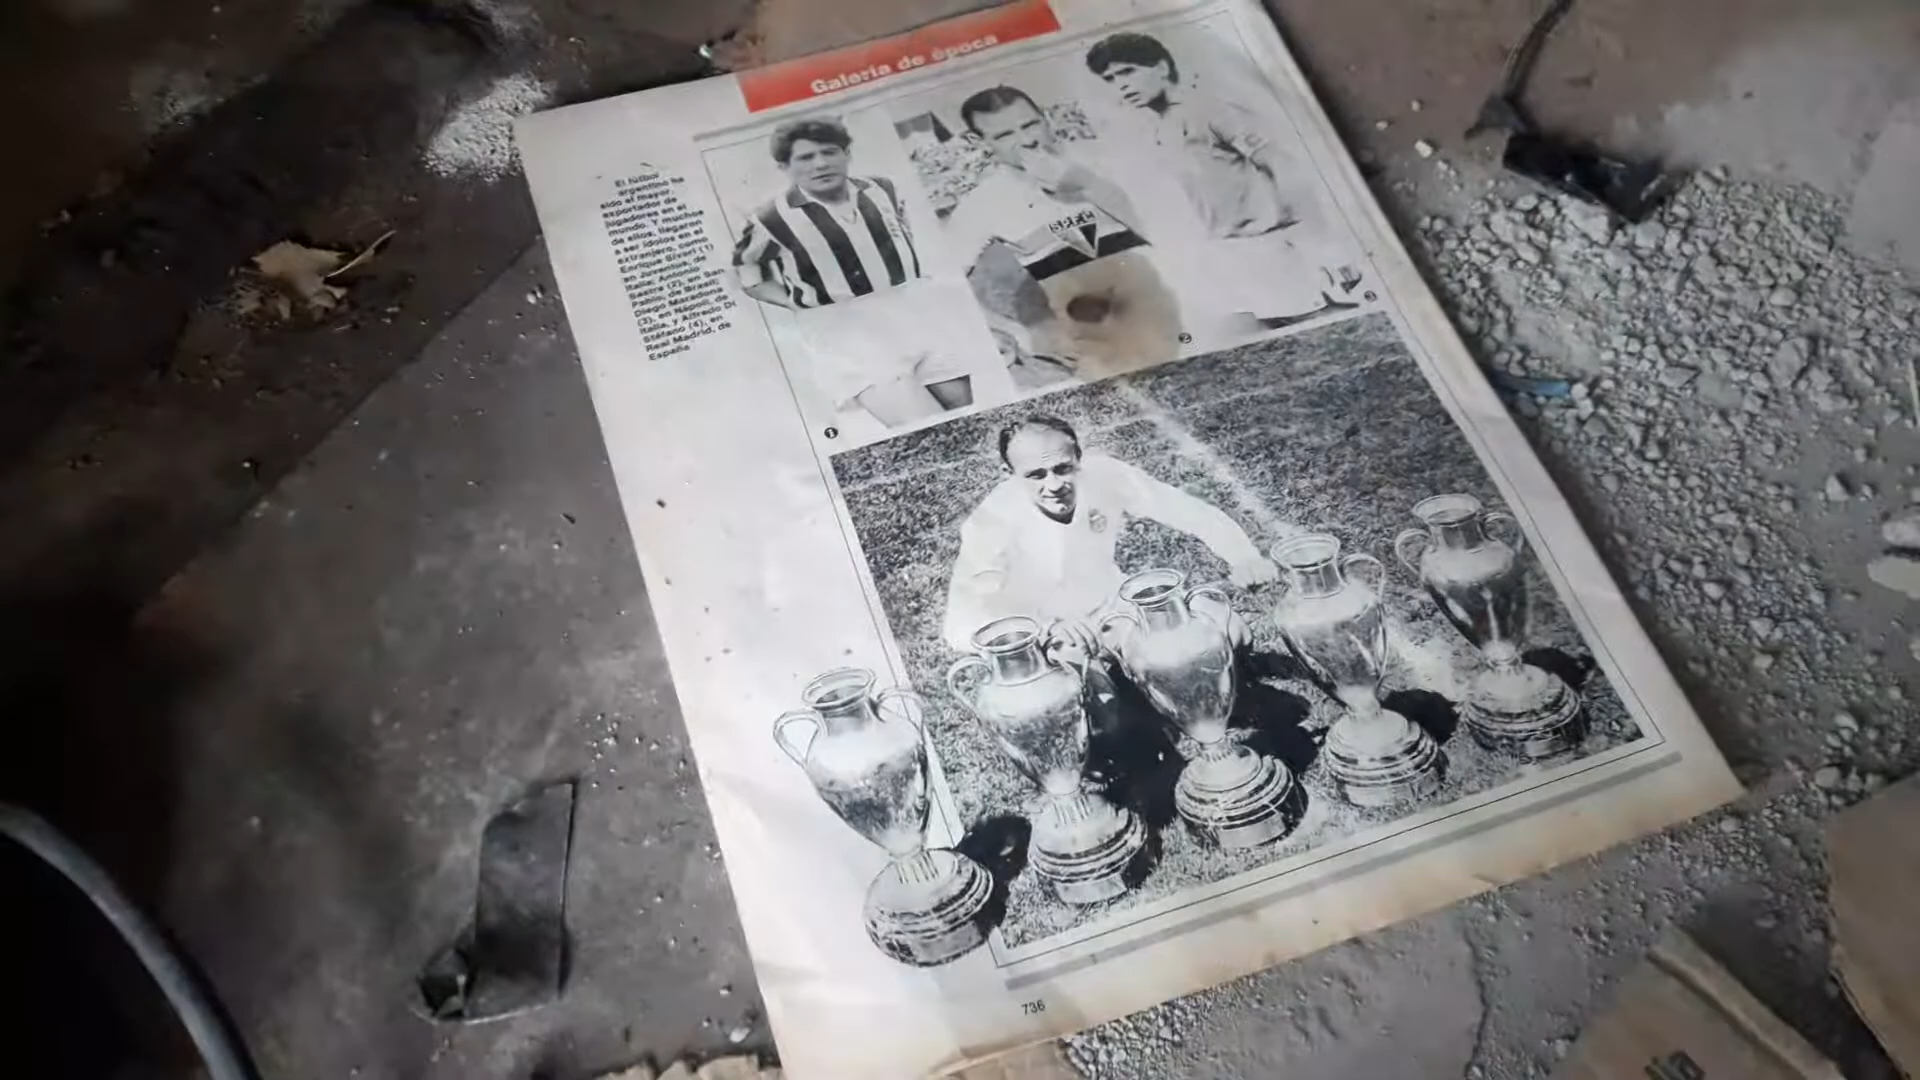 Galería de época
El fútbol
argentino ha
sido el mayor
exportador de
jugadores en el
mundo. Y muchos
de ellos, llegaron
a ser ídolos en el
extranjero, como
Enrique Sívori (1)
en Juventus, de
Italia; Antonio
Sastre (2), en San
Pablo, de Brasil;
Diego Maradona
(3), en Nápoli, de
Italia, y Alfredo Di
Stéfano (4), en
Real Madrid, de
España
S.P.F.C.
3
2
1
736